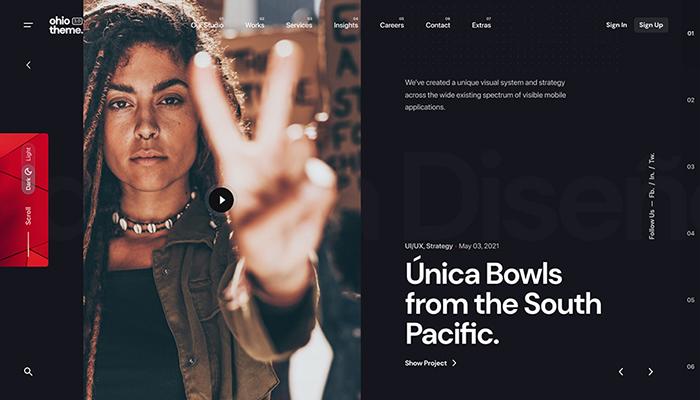 ohio
theme.
01
Our Studio
02
Works
03
Services
04
Insights
05
Careers
06
Contact
07
Extras
Sign In
Sign Up
We've created a unique visual system and strategy
across the wide existing spectrum of visible mobile
applications.
Light
Dark
Scroll
UI/UX, Strategy · May 03, 2021
Única Bowls
from the South
Pacific.
Show Project
Follow Us — Fb. / In. / Tw.
01
02
03
04
05
06